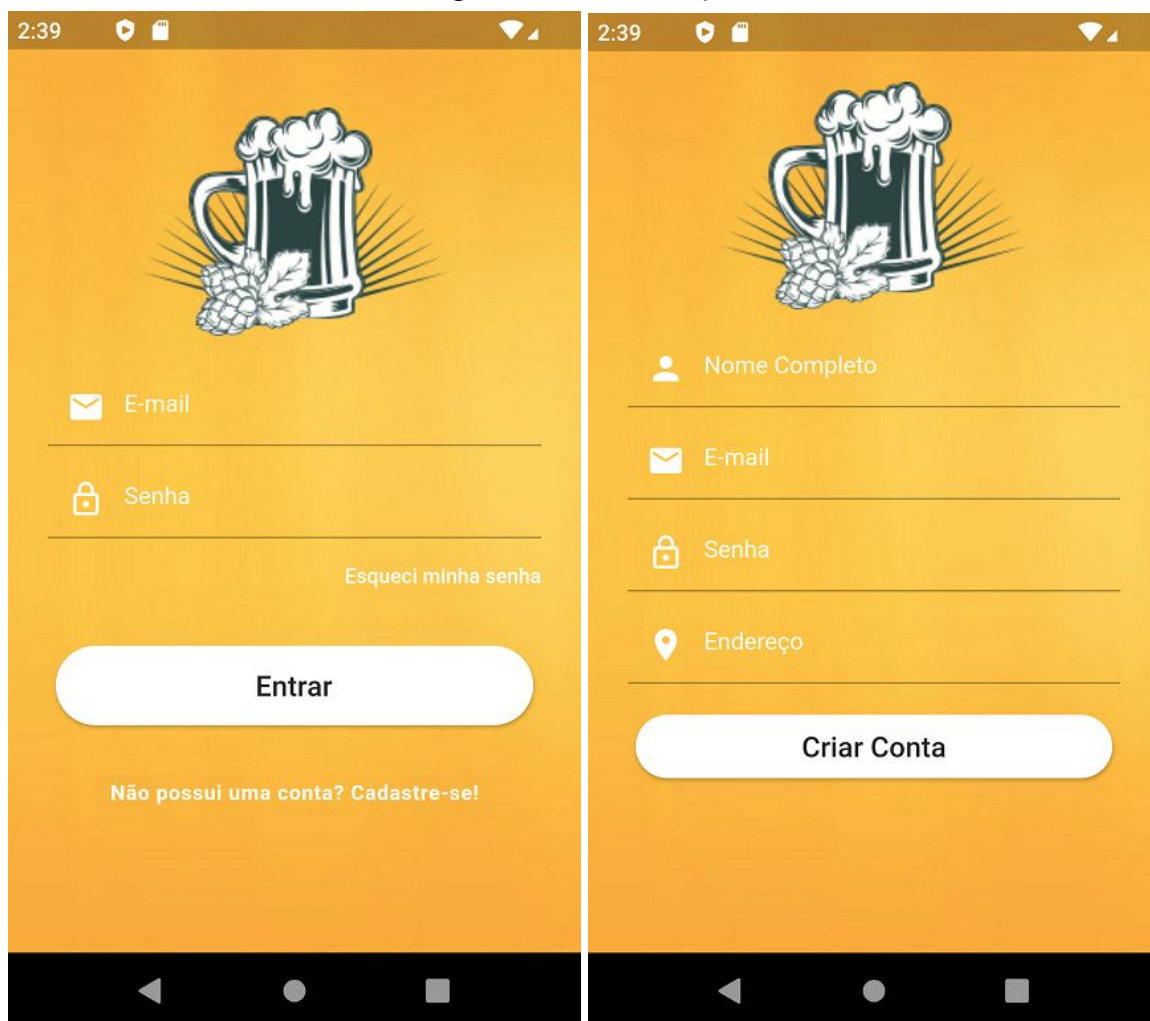 2:39
E-mail
Senha
Esqueci minha senha
Entrar
Não possui uma conta? Cadastre-se!
2:39
Nome Completo
E-mail
Senha
Endereço
Criar Conta